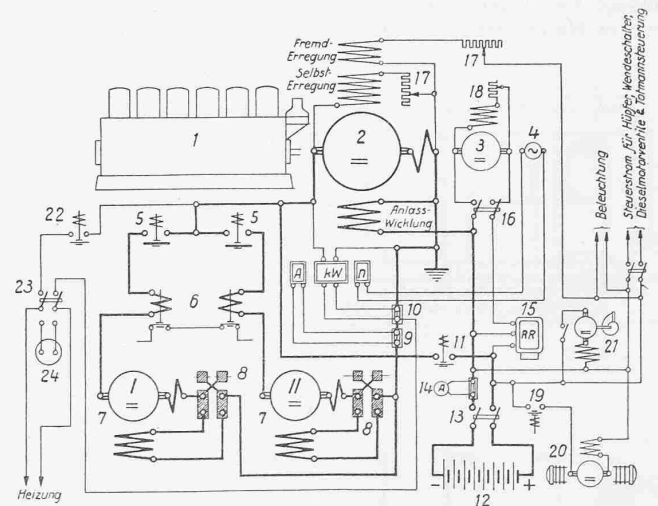 Fremd-
Erregung
Selbst-
Erregung
17
17
18
1
2
3
4
Steuerstrom für Hüpfer, Wendeschalter,
Dieselmotorventile & Totmannsteuerung
Beleuchtung
22
5
5
Anlass-
Wicklung
16
23
6
A
kW
n
10
9
15
RR
11
21
24
I
II
8
7
7
8
14
A
13
19
20
Heizung
-
+
12